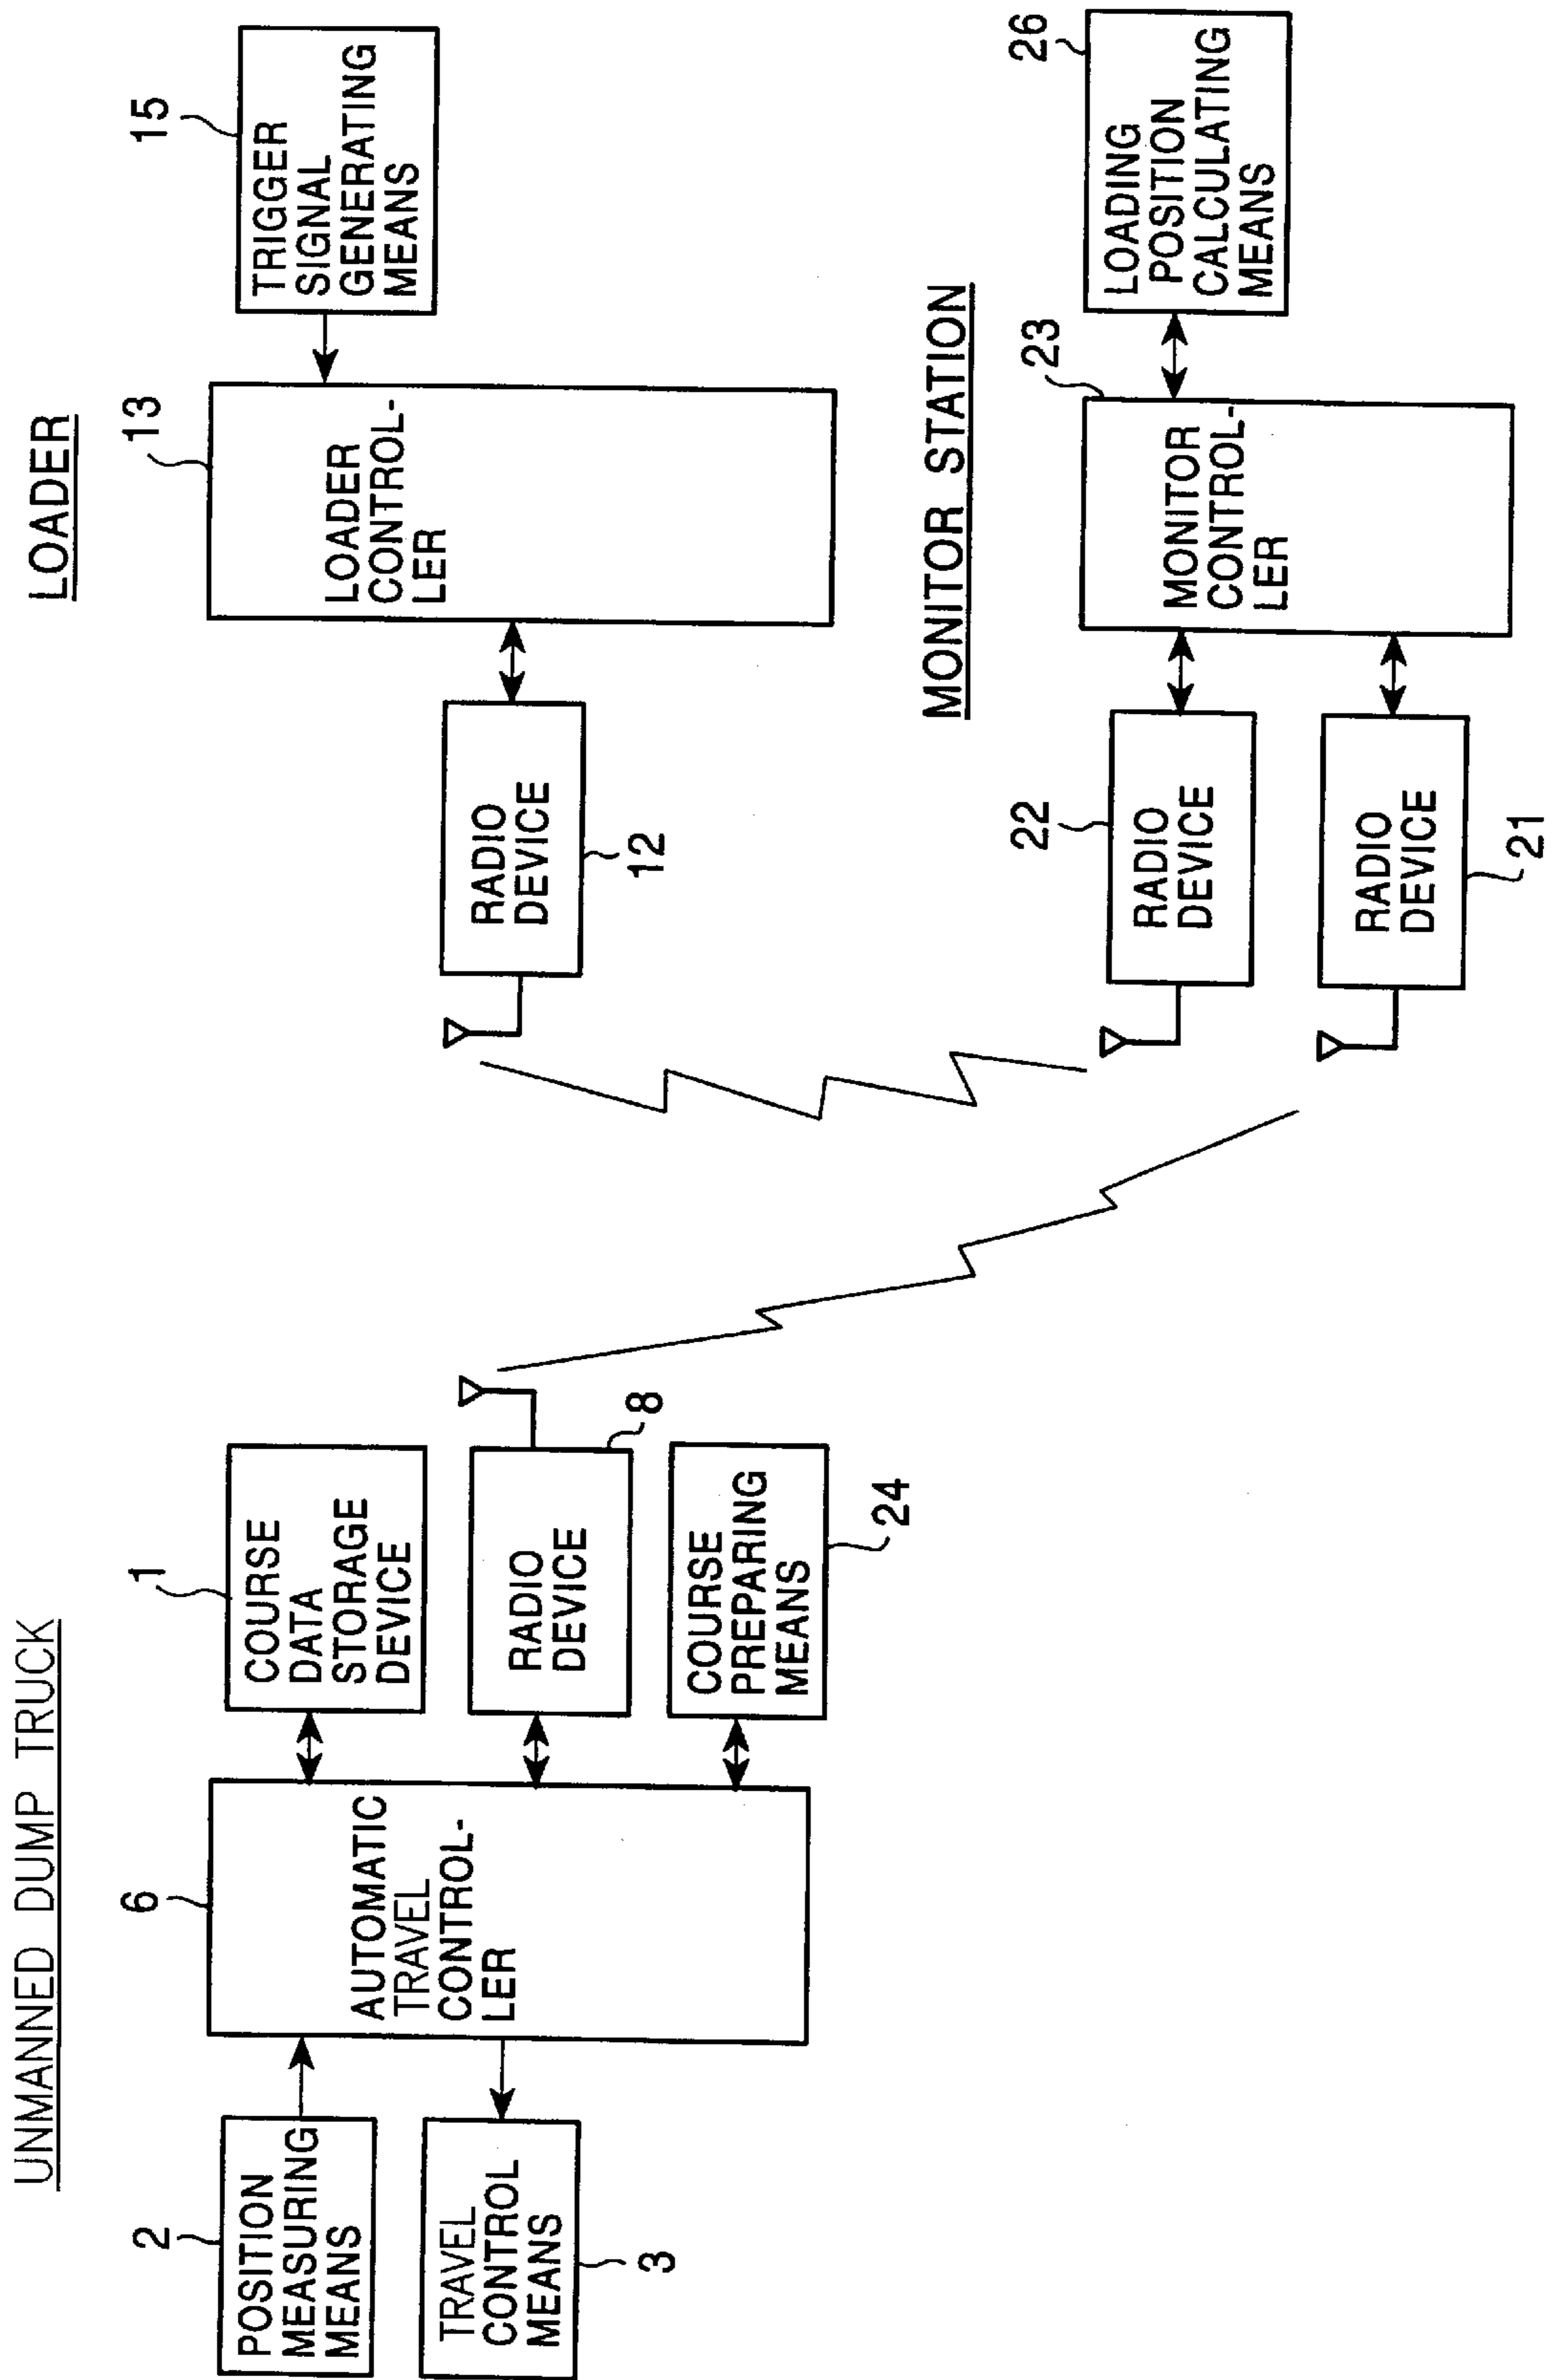 UNMANNED DUMP TRUCK
2
POSITION
MEASURING
MEANS
TRAVEL
CONTROL
MEANS
3
6
AUTOMATIC
TRAVEL
CONTROL-
LER
1
COURSE
DATA
STORAGE
DEVICE
RADIO
DEVICE
8
COURSE
PREPARING
MEANS
24
LOADER
RADIO
DEVICE
12
13
LOADER
CONTROL-
LER
15
TRIGGER
SIGNAL
GENERATING
MEANS
MONITOR STATION
22
RADIO
DEVICE
RADIO
DEVICE
21
23
MONITOR
CONTROL-
LER
26
LOADING
POSITION
CALCULATING
MEANS